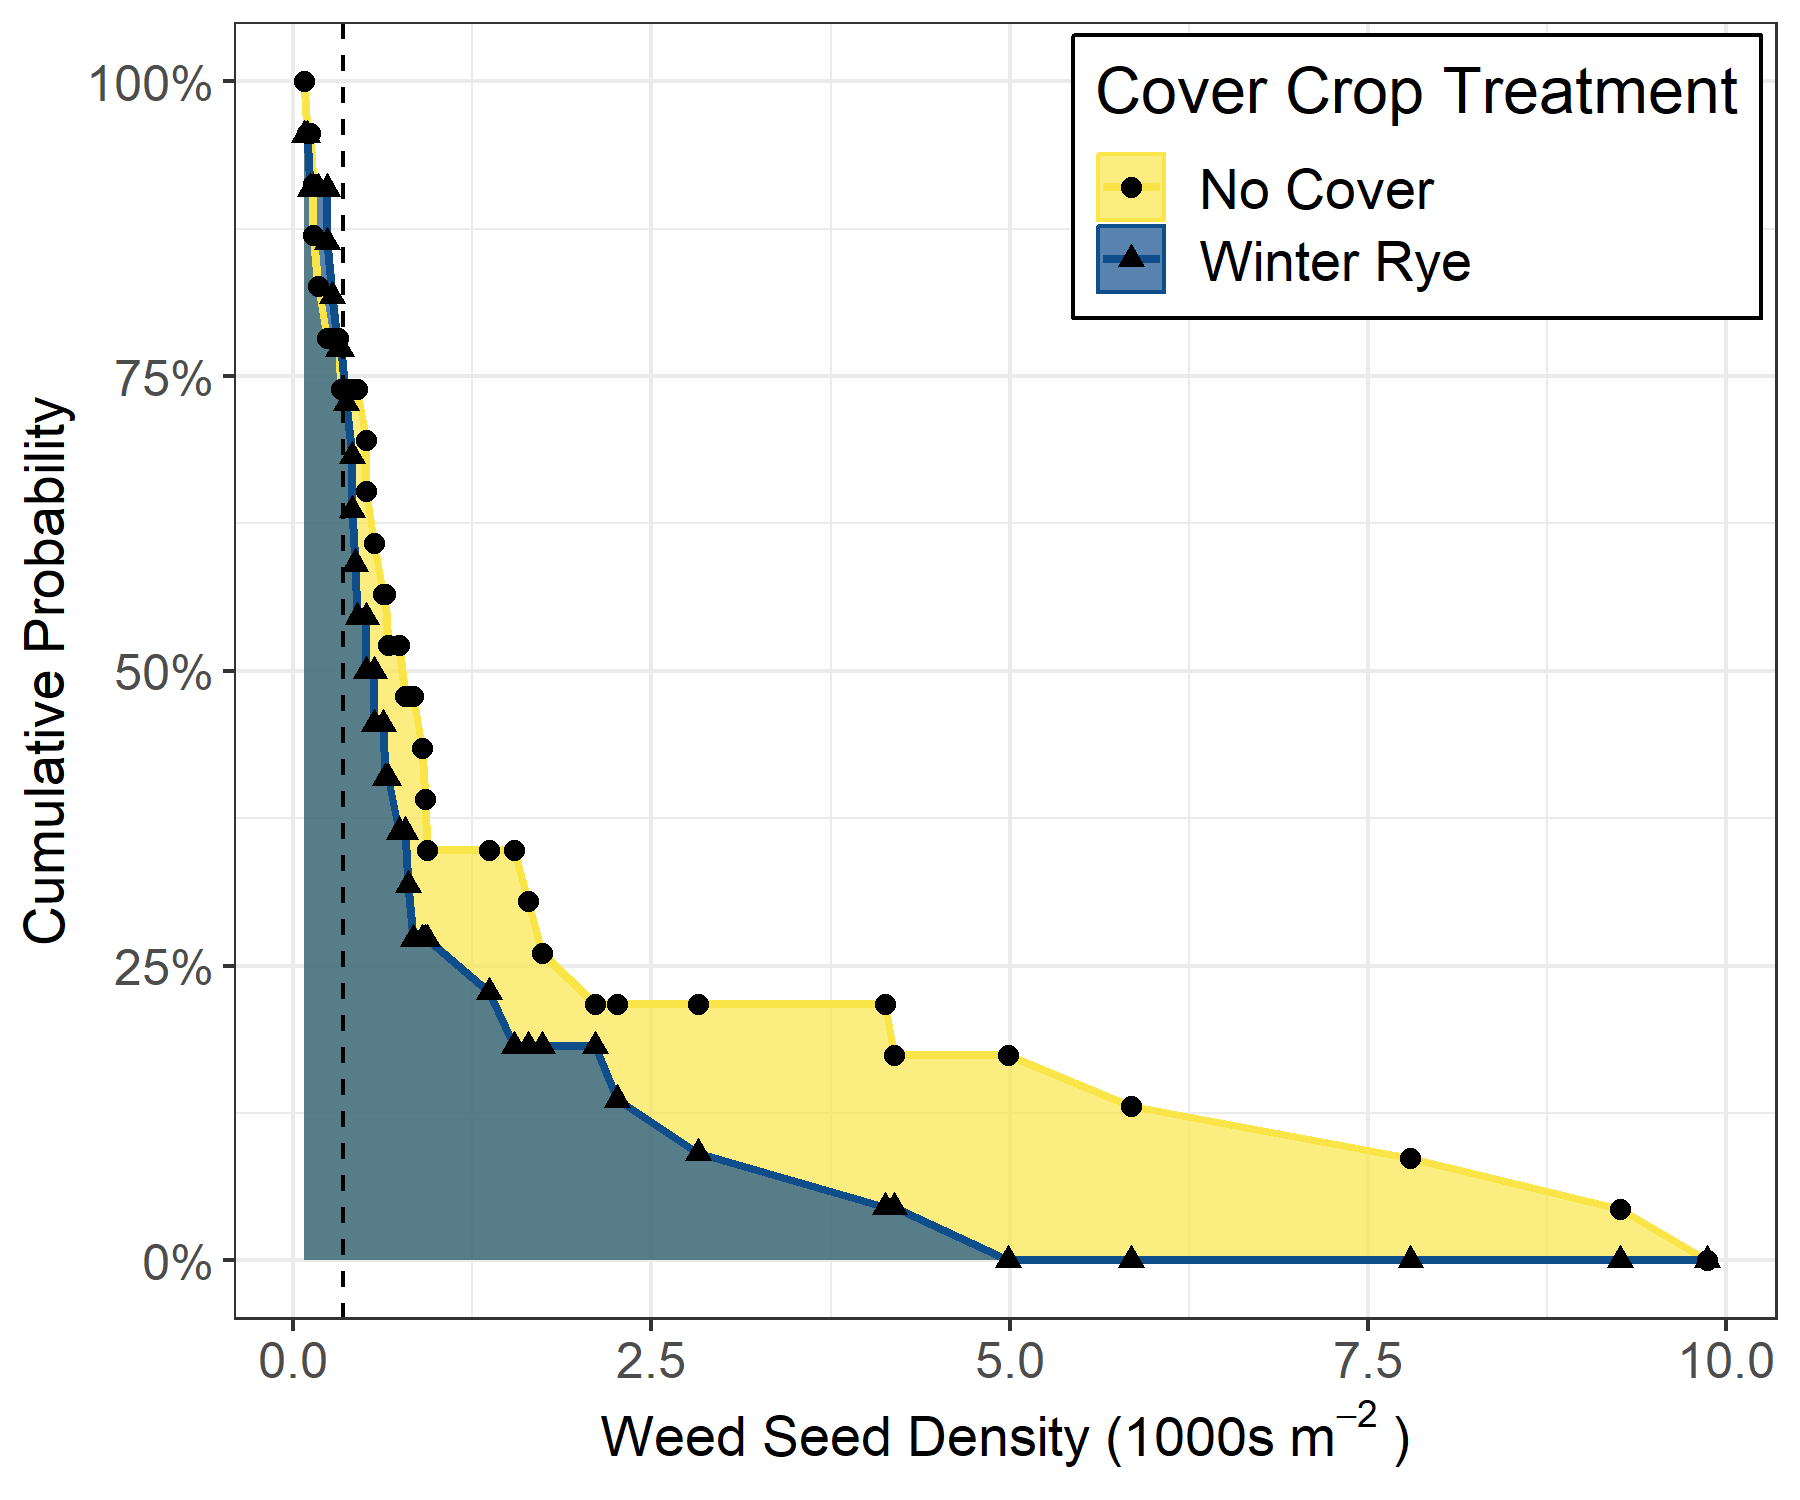 Cover Crop Treatment
No Cover
Winter Rye
100%
75%
50%
25%
0%
Cumulative Probability
0.0 2.5 5.0 7.5 10.0
Weed Seed Density (1000s m⁻² )